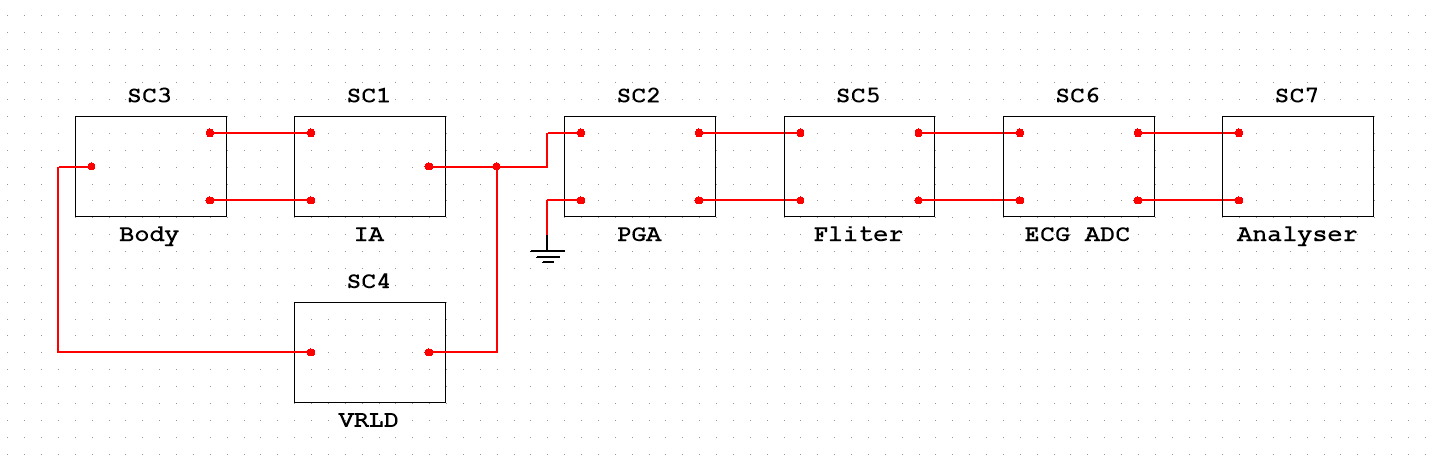 SC3 SC1 SC2 SC5 SC6 SC7
Body IA PGA Fliter ECG ADC Analyser
SC4
VRLD